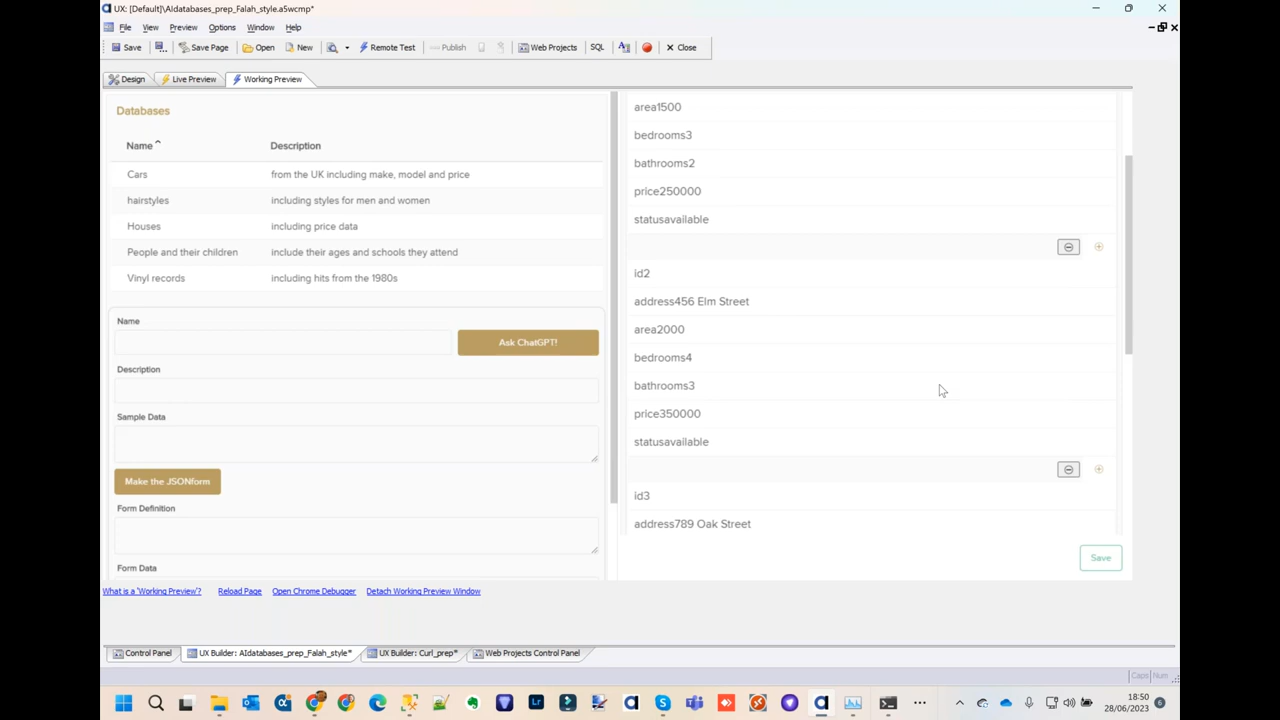 UX: [Default]\AIdatabases_prep_Falah_style.a5wcmp*
File View Preview Options Window Help
Save Save Page Open New Remote Test Publish Web Projects SQL Close
Design Live Preview Working Preview
Databases
Name Description
Cars from the UK including make, model and price
hairstyles including styles for men and women
Houses including price data
People and their children include their ages and schools they attend
Vinyl records including hits from the 1980s
Name
Ask ChatGPT!
Description
Sample Data
Make the JSONform
Form Definition
Form Data
area1500
bedrooms3
bathrooms2
price250000
statusavailable
id2
address456 Elm Street
area2000
bedrooms4
bathrooms3
price350000
statusavailable
id3
address789 Oak Street
Save
What is a 'Working Preview'? Reload Page Open Chrome Debugger Detach Working Preview Window
Control Panel UX Builder: AIdatabases_prep_Falah_style* UX Builder: Curl_prep* Web Projects Control Panel
Caps Num
18:50
28/06/2023